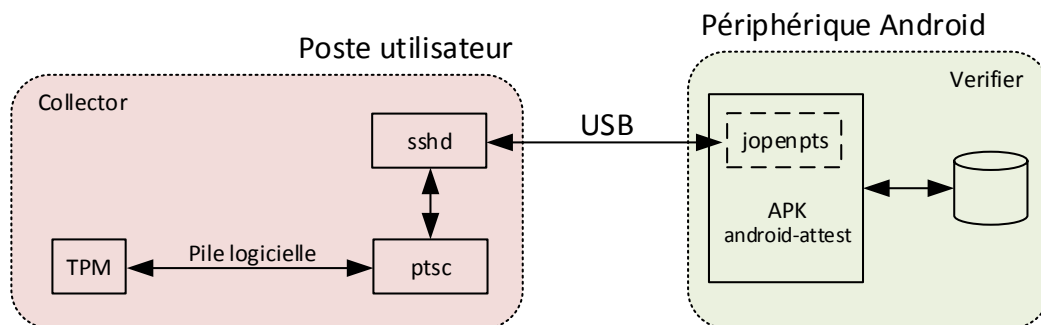 Poste utilisateur
Périphérique Android
Collector
Verifier
sshd
USB
jopenpts
APK
android-attest
TPM
Pile logicielle
ptsc